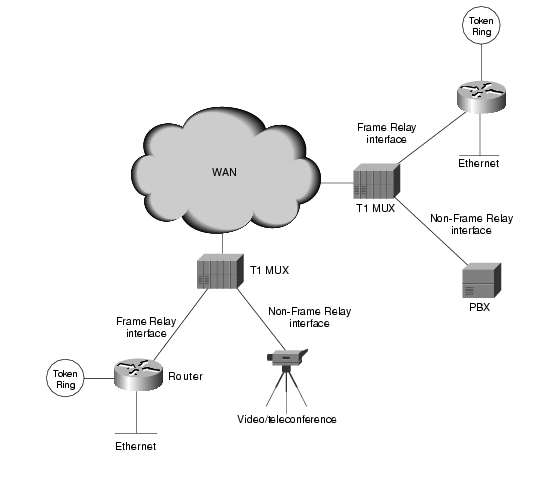 Token
Ring
Frame Relay
interface
Ethernet
WAN
T1 MUX
Non-Frame Relay
interface
T1 MUX
PBX
Non-Frame Relay
interface
Frame Relay
interface
Token
Ring
Router
Video/teleconference
Ethernet